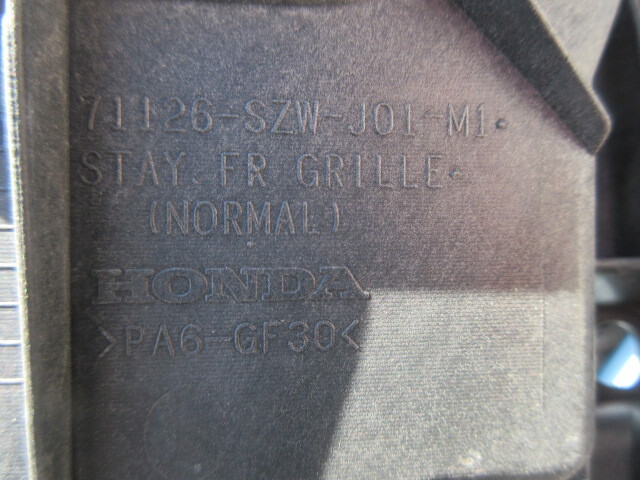 71126-SZW-J01-M1
STAY. FR GRILLE
(NORMAL)
HONDA
>PA6-GF30<